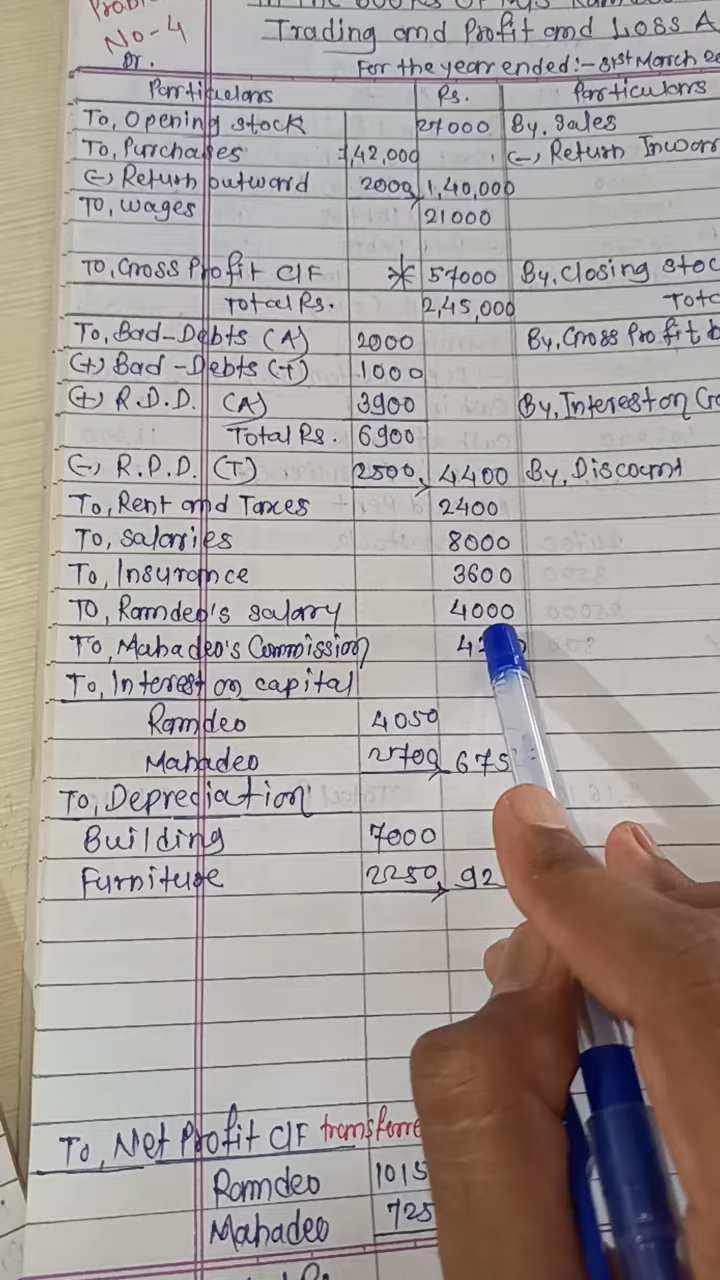 No-4
Trading and Profit and Loss A
Dr. For the year ended:- 31st March
Particulars Rs. Particulars
To, Opening stock 27000 By, Sales
To, Purchases 1,42,000 (-) Return Inwar
(-) Return outward 2000 1,40,000
To, wages 21000
To, Gross Profit C/F 57000 By, Closing stoc
Total Rs. 2,45,000 Tota
To, Bad-Debts (A) 2000 By, Gross Profit b
(+) Bad-Debts (T) 1000
(+) R.D.D. (A) 3900 By, Interest on
Total Rs. 6900
(-) R.D.D. (T) 2500 4400 By, Discount
To, Rent and Taxes 2400
To, Salaries 8000
To, Insurance 3600
To, Ramdeo's salary 4000
To, Mahadeo's Commission
To, Interest on capital
Ramdeo 4050
Mahadeo 2700 675
To, Depreciation
Building 7000
Furniture 2250 92
To, Net Profit C/F transferre
Ramdeo 1015
Mahadeo 725